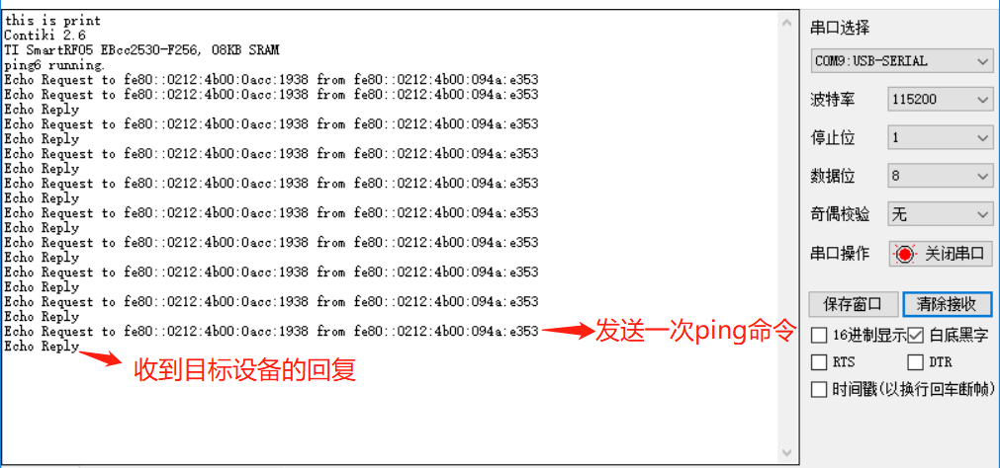 this is print
Contiki 2.6
TI SmartRF05 EBcc2530-F256, 08KB SRAM
ping6 running.
Echo Request to fe80::0212:4b00:0acc:1938 from fe80::0212:4b00:094a:e353
Echo Request to fe80::0212:4b00:0acc:1938 from fe80::0212:4b00:094a:e353
Echo Reply
Echo Request to fe80::0212:4b00:0acc:1938 from fe80::0212:4b00:094a:e353
Echo Reply
Echo Request to fe80::0212:4b00:0acc:1938 from fe80::0212:4b00:094a:e353
Echo Reply
Echo Request to fe80::0212:4b00:0acc:1938 from fe80::0212:4b00:094a:e353
Echo Reply
Echo Request to fe80::0212:4b00:0acc:1938 from fe80::0212:4b00:094a:e353
Echo Reply
Echo Request to fe80::0212:4b00:0acc:1938 from fe80::0212:4b00:094a:e353
Echo Reply
Echo Request to fe80::0212:4b00:0acc:1938 from fe80::0212:4b00:094a:e353
Echo Reply
Echo Request to fe80::0212:4b00:0acc:1938 from fe80::0212:4b00:094a:e353
Echo Reply
Echo Request to fe80::0212:4b00:0acc:1938 from fe80::0212:4b00:094a:e353
发送一次ping命令
Echo Reply
收到目标设备的回复
串口选择
COM9:USB-SERIAL
波特率 115200
停止位 1
数据位 8
奇偶校验 无
串口操作 关闭串口
保存窗口 清除接收
16进制显示 白底黑字
RTS DTR
时间戳(以换行回车断帧)